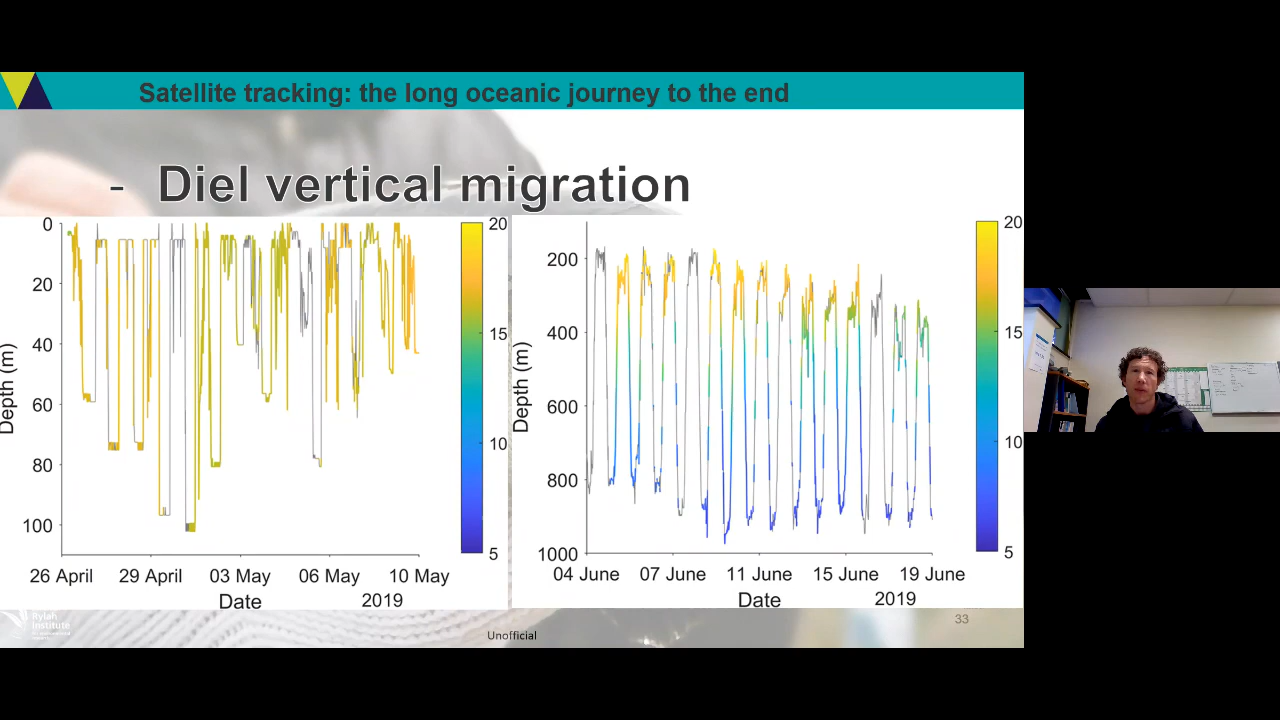 Satellite tracking: the long oceanic journey to the end
- Diel vertical migration
0
20
40
60
80
100
Depth (m)
26 April 29 April 03 May 06 May 10 May
Date 2019
20
15
10
5
200
400
600
800
1000
Depth (m)
04 June 07 June 11 June 15 June 19 June
Date 2019
20
15
10
5
Rylah
Institute
Unofficial
33